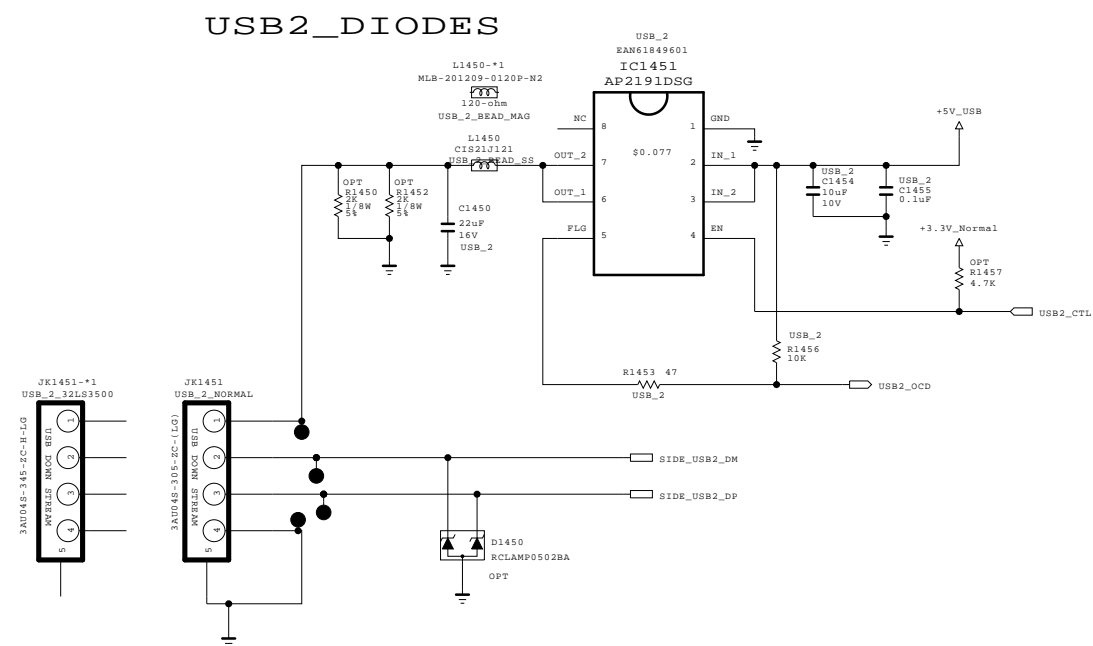 USB2_DIODES
USB_2
EAN61849601
IC1451
AP2191DSG
L1450-*1
MLB-201209-0120P-N2
120-ohm
USB_2_BEAD_MAG
L1450
CIS21J121
USB_2_BEAD_SS
NC
8
1
GND
$0.077
OUT_2
7
2
IN_1
OUT_1
6
3
IN_2
FLG
5
4
EN
+5V_USB
USB_2
C1454
10uF
10V
USB_2
C1455
0.1uF
+3.3V_Normal
OPT
R1457
4.7K
USB2_CTL
OPT
R1450
2K
1/8W
5%
OPT
R1452
2K
1/8W
5%
C1450
22uF
16V
USB_2
USB_2
R1456
10K
R1453 47
USB_2
USB2_OCD
JK1451-*1
USB_2_32LS3500
3AU04S-345-ZC-H-LG
USB DOWN STREAM
1
2
3
4
5
JK1451
USB_2_NORMAL
3AU04S-305-ZC-(LG)
USB DOWN STREAM
1
2
3
4
5
SIDE_USB2_DM
SIDE_USB2_DP
D1450
RCLAMP0502BA
OPT